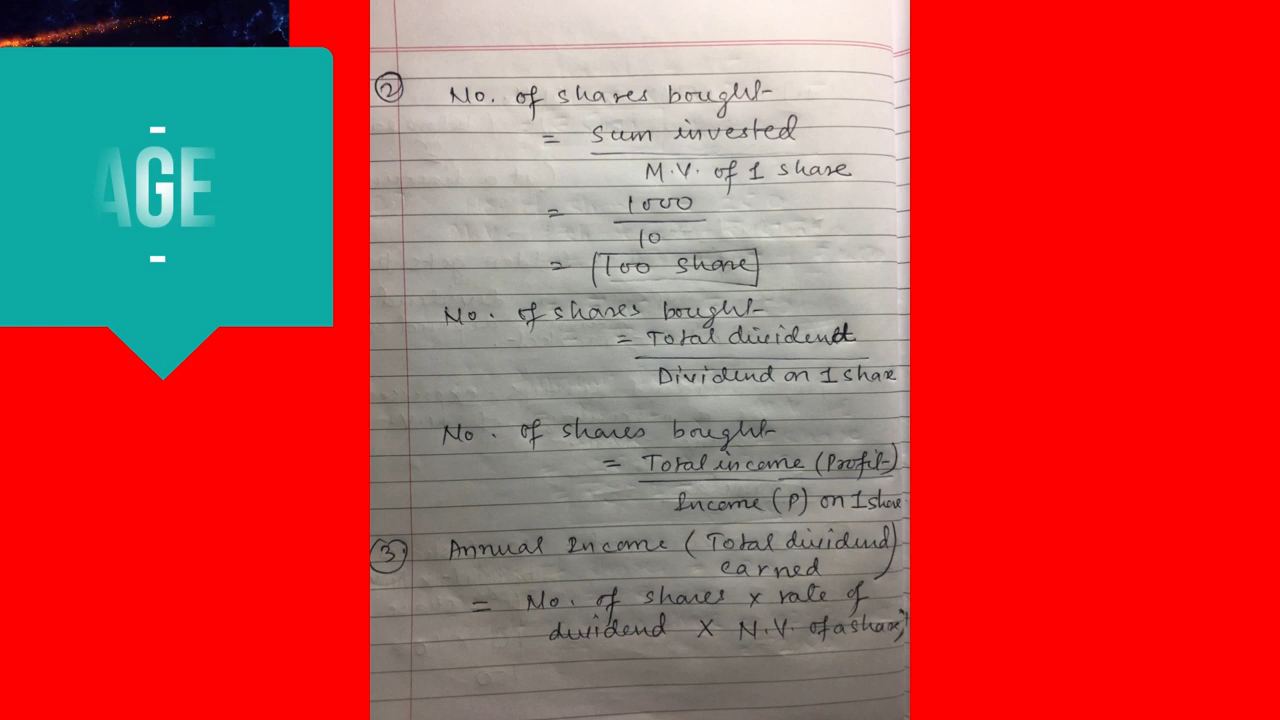 AGE
② No. of shares bought
= Sum invested
M.V. of 1 share
= 1000
10
= 100 share
No. of shares bought
= Total dividend
Dividend on 1 share
No. of shares bought
= Total income (Profit)
Income (P) on 1 share
③ Annual Income (Total dividend
earned)
= No. of shares x rate of
dividend x N.V. of a share